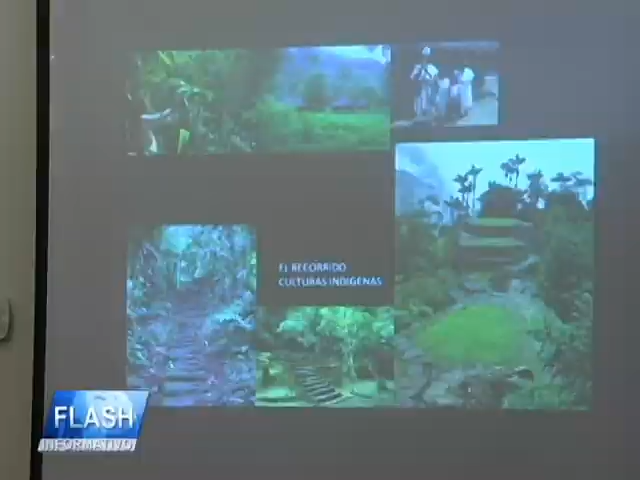 EL RECORRIDO
CULTURAS INDIGENAS
FLASH
INFORMATIVO